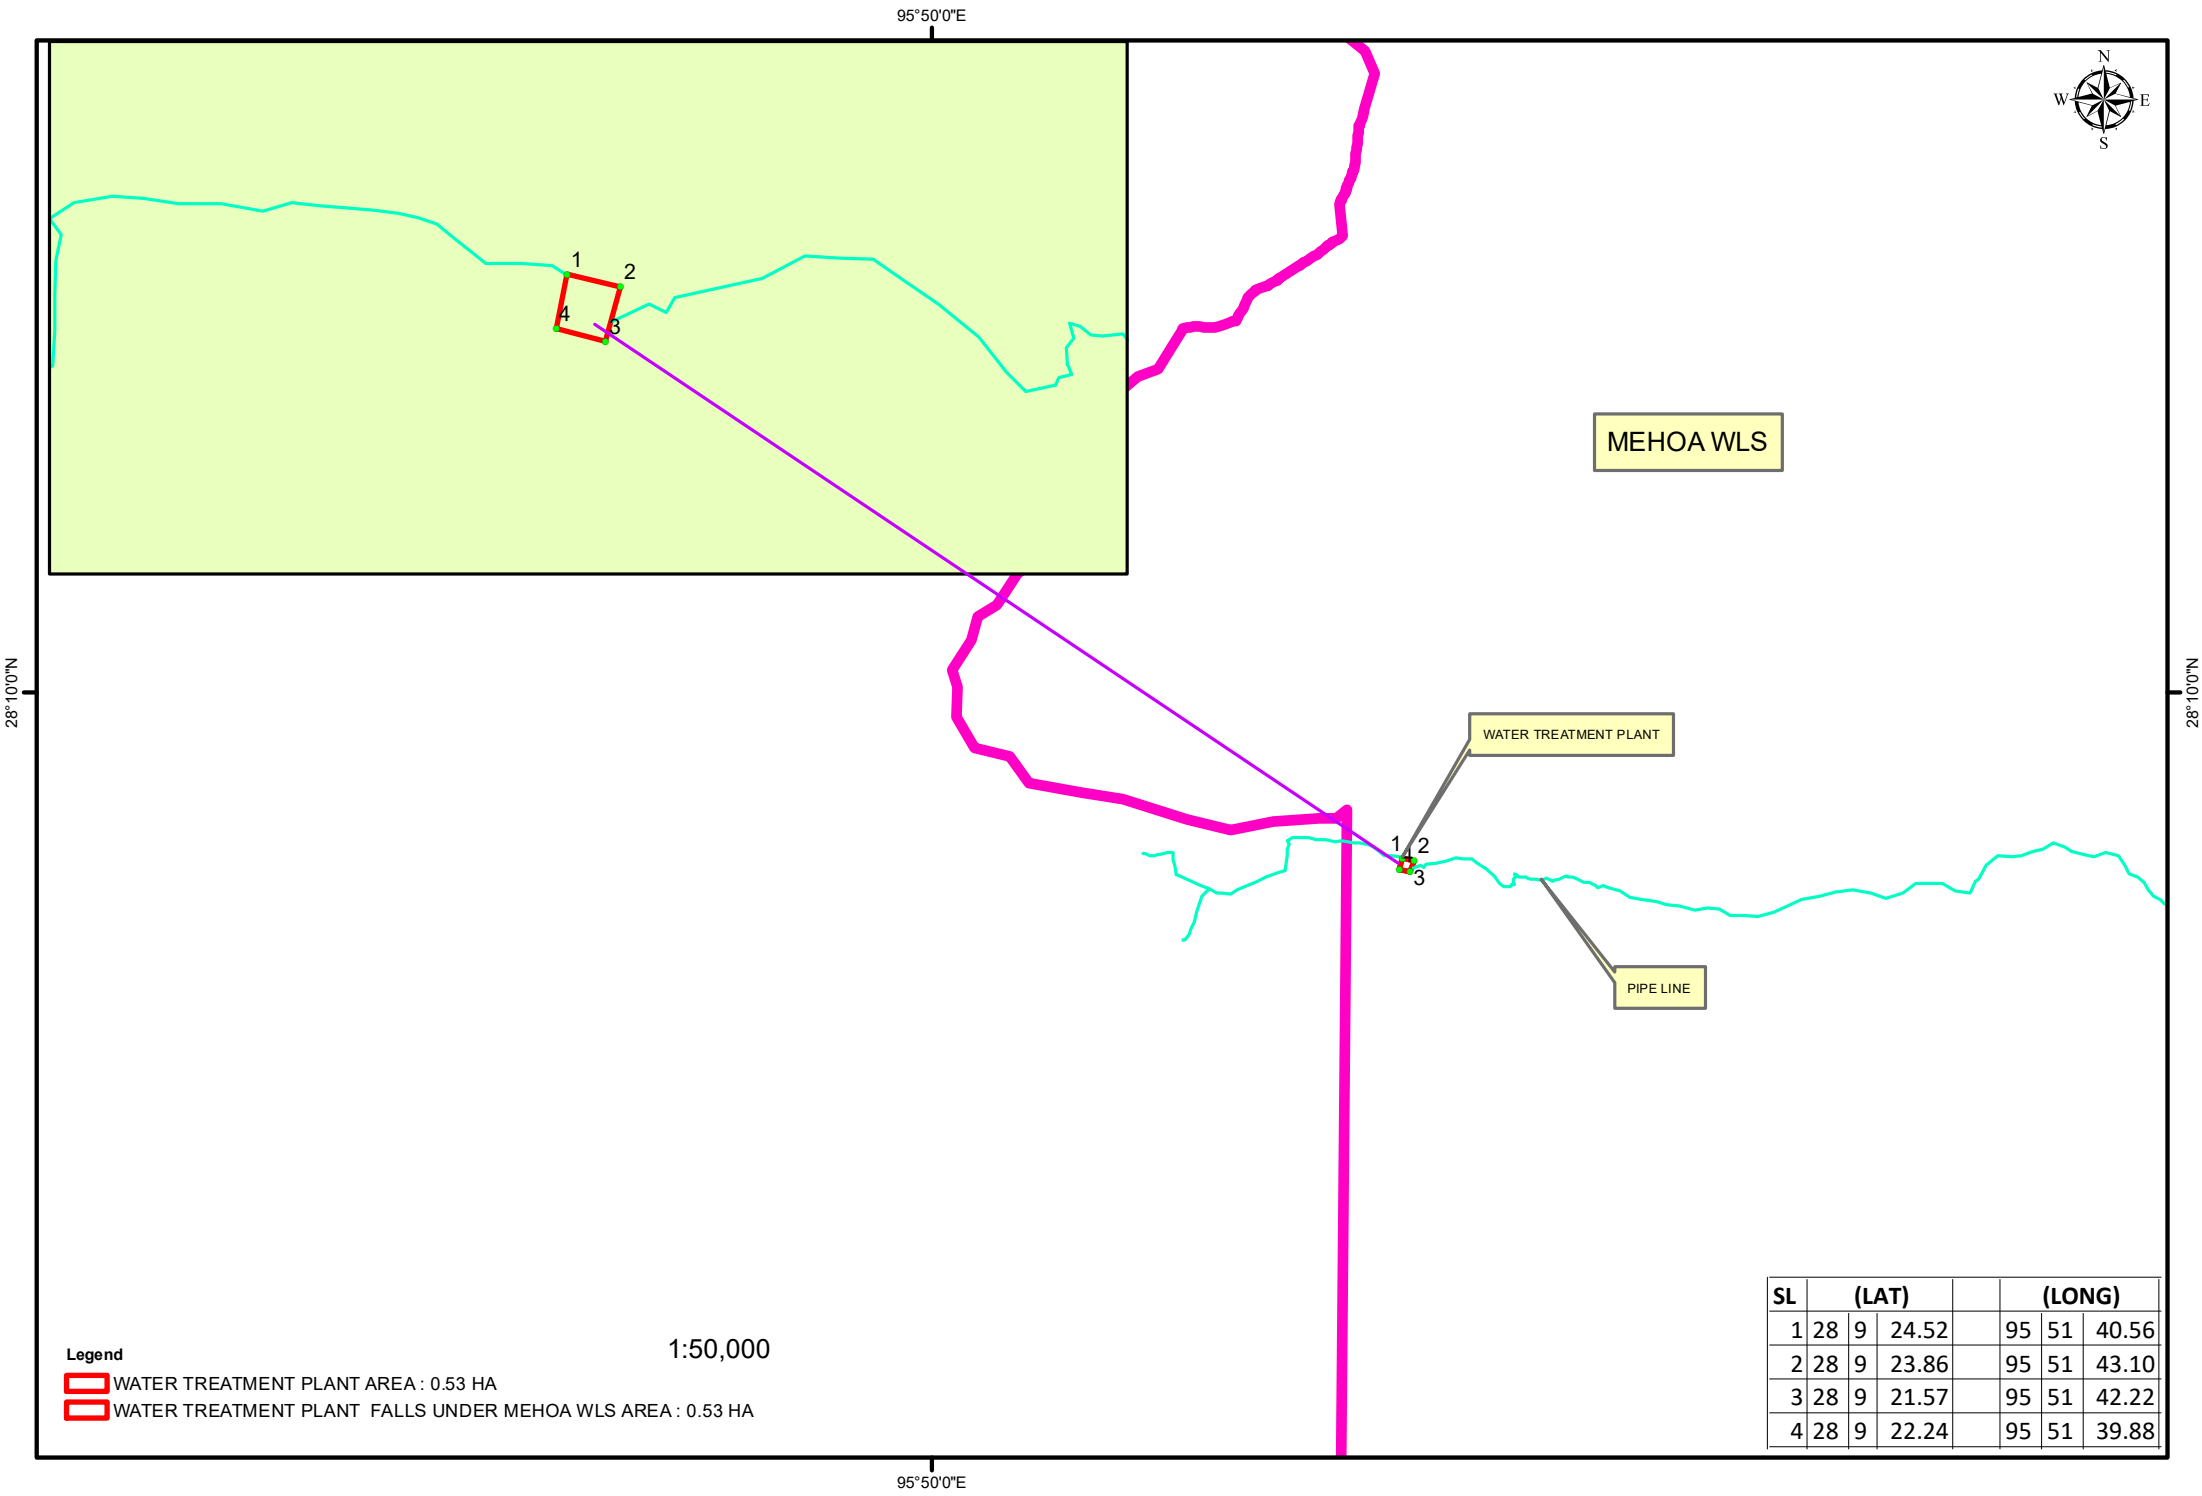 95°50'0"E
N
W E
S
1
2
4
3
MEHOA WLS
28°10'0"N
28°10'0"N
WATER TREATMENT PLANT
1 2
4
3
PIPE LINE
SL (LAT) (LONG)
1 28 9 24.52 95 51 40.56
2 28 9 23.86 95 51 43.10
3 28 9 21.57 95 51 42.22
4 28 9 22.24 95 51 39.88
1:50,000
Legend
WATER TREATMENT PLANT AREA : 0.53 HA
WATER TREATMENT PLANT FALLS UNDER MEHOA WLS AREA : 0.53 HA
95°50'0"E